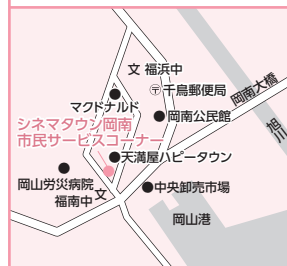 文 福浜中
〒千鳥郵便局
マクドナルド
岡南公民館
岡南大橋
旭川
シネマタウン岡南
市民サービスコーナー
天満屋ハピータウン
岡山労災病院
福南中 文
中央卸売市場
岡山港